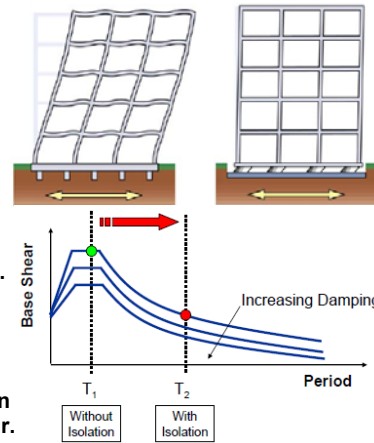 .
Base Shear
Increasing Damping
T1
T2
Period
n
r.
Without
Isolation
With
Isolation